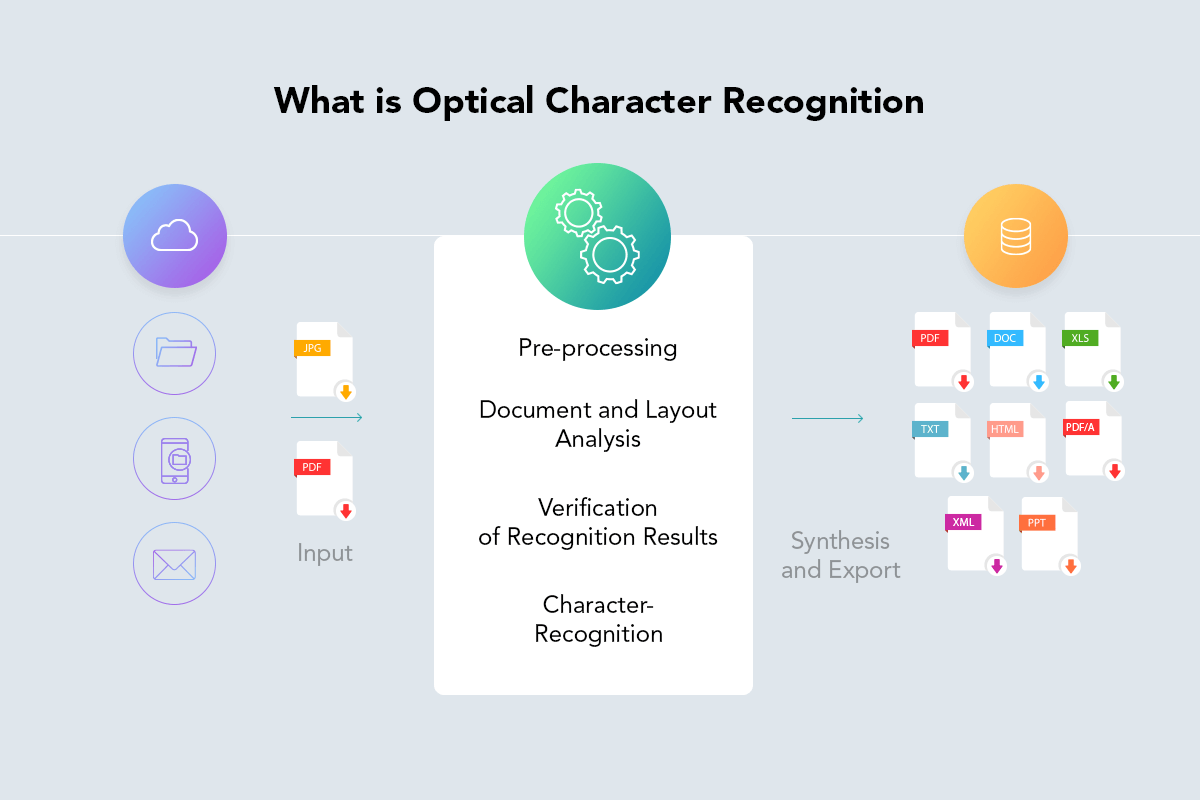 What is Optical Character Recognition
JPG
PDF
Input
Pre-processing
Document and Layout
Analysis
Verification
of Recognition Results
Character-
Recognition
Synthesis
and Export
PDF
DOC
XLS
TXT
HTML
PDF/A
XML
PPT